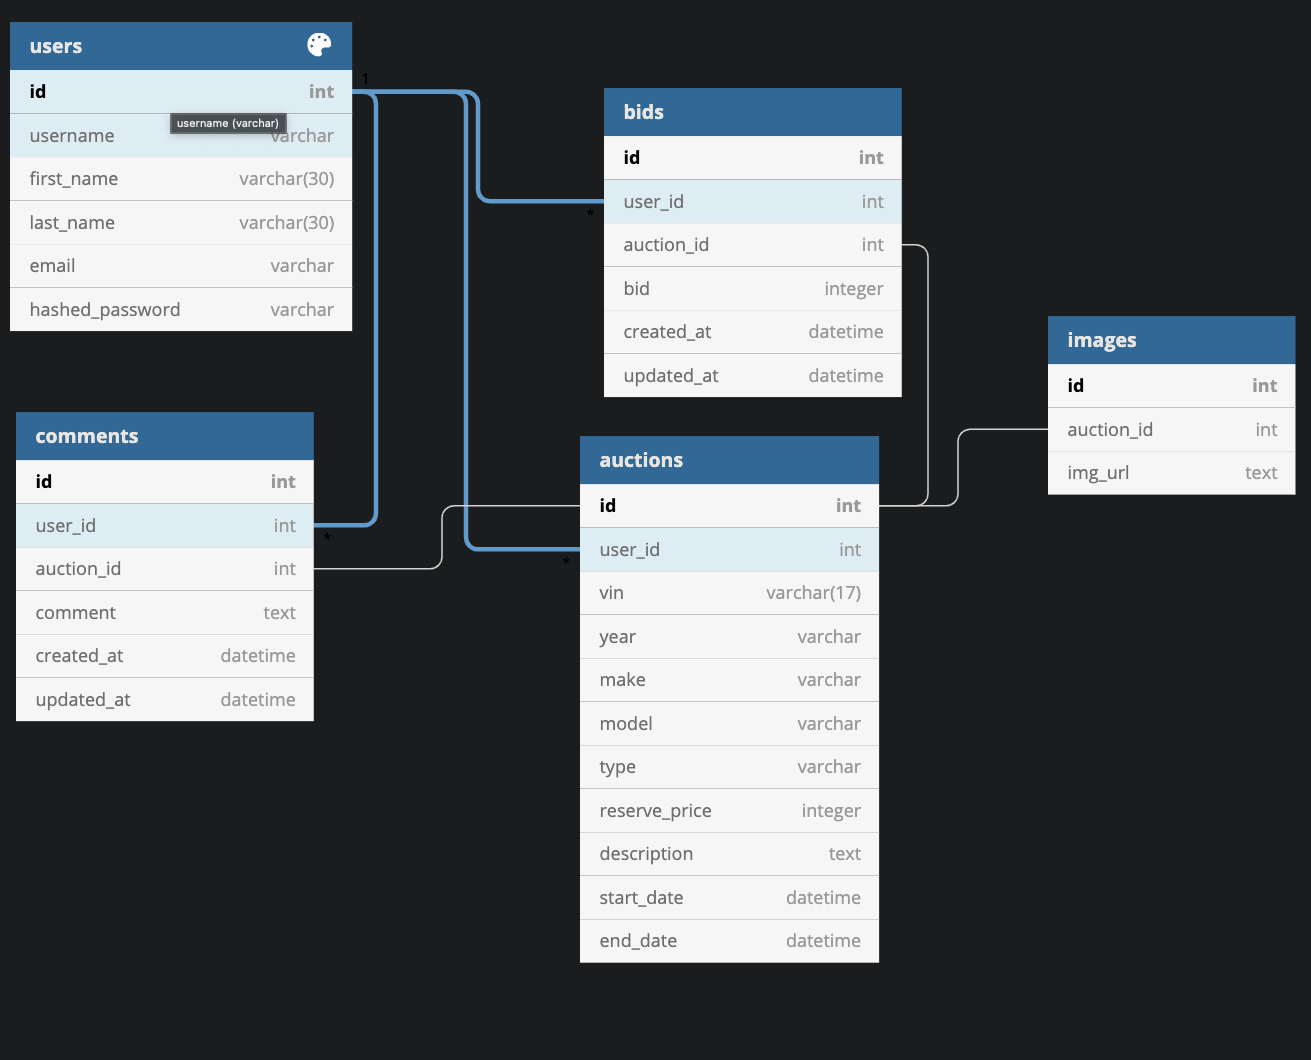 users
id int
username varchar
username (varchar)
first_name varchar(30)
last_name varchar(30)
email varchar
hashed_password varchar
1
*
*
*
bids
id int
user_id int
auction_id int
bid integer
created_at datetime
updated_at datetime
images
id int
auction_id int
img_url text
comments
id int
user_id int
auction_id int
comment text
created_at datetime
updated_at datetime
auctions
id int
user_id int
vin varchar(17)
year varchar
make varchar
model varchar
type varchar
reserve_price integer
description text
start_date datetime
end_date datetime